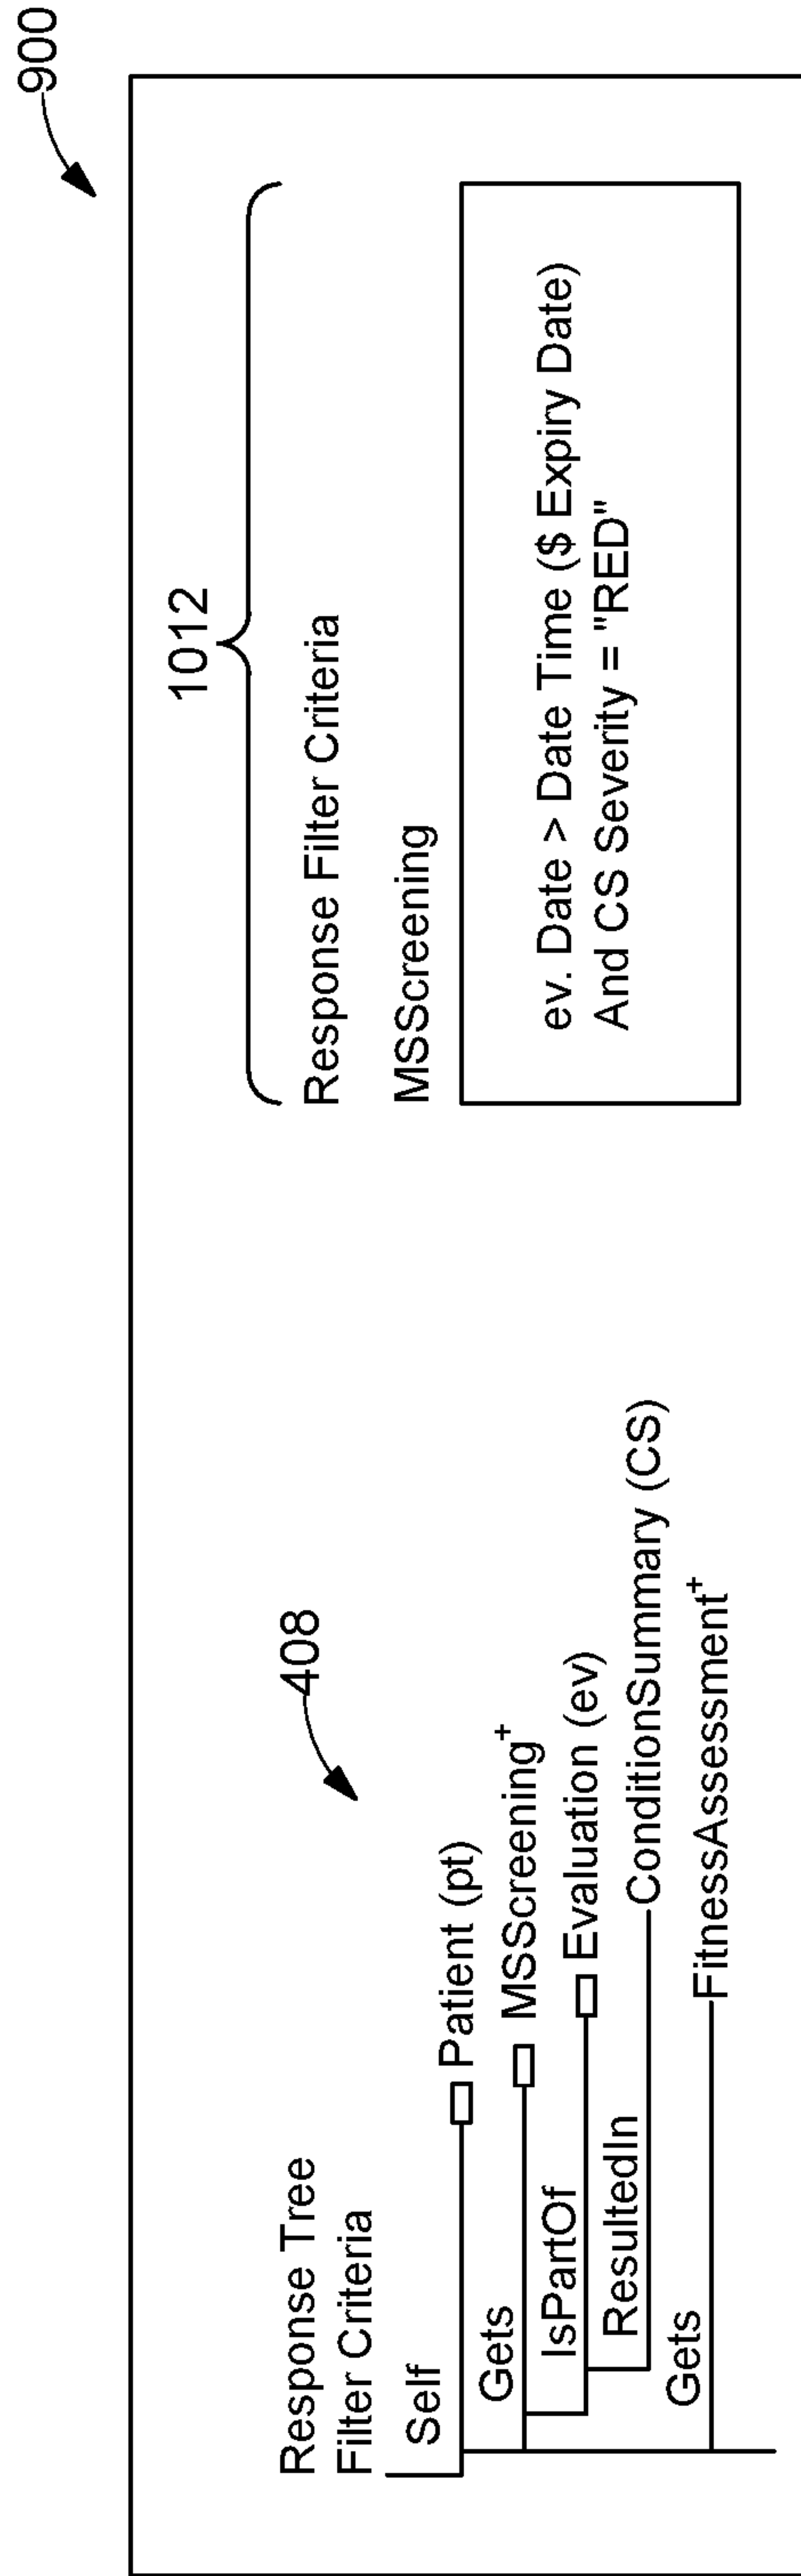 900
408
Response Tree
Filter Criteria
Self
Patient (pt)
Gets
MSScreening+
IsPartOf
Evaluation (ev)
ResultedIn
ConditionSummary (CS)
Gets
FitnessAssessment+
1012
Response Filter Criteria
MSScreening
ev. Date > Date Time ($ Expiry Date)
And CS Severity = "RED"